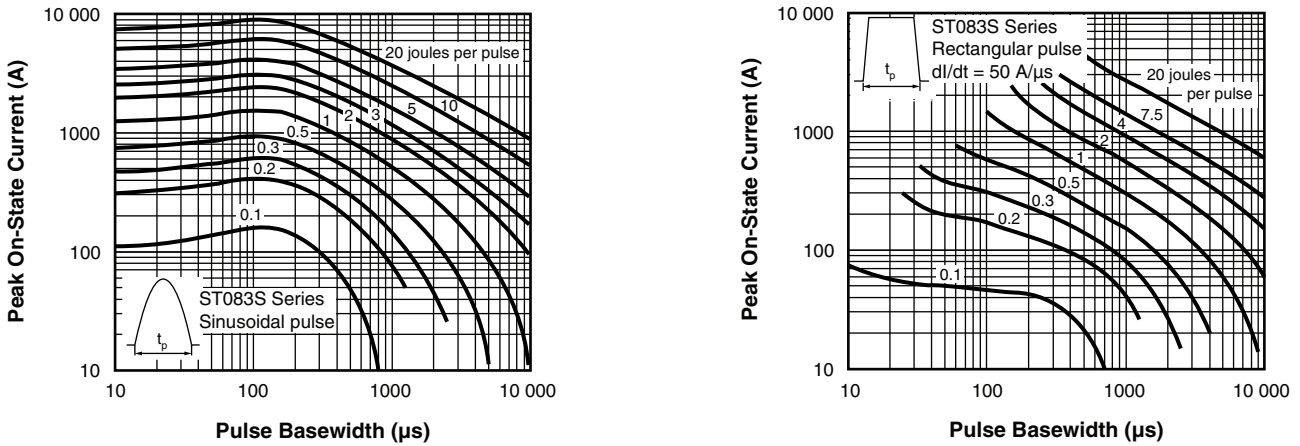 Peak On-State Current (A)
10 000
1000
100
10
20 joules per pulse
10
5
3
2
1
0.5
0.3
0.2
0.1
tp
ST083S Series
Sinusoidal pulse
10
100
1000
10 000
Pulse Basewidth (µs)
Peak On-State Current (A)
10 000
1000
100
10
tp
ST083S Series
Rectangular pulse
dI/dt = 50 A/µs
20 joules
per pulse
7.5
4
2
1
0.5
0.3
0.2
0.1
10
100
1000
10 000
Pulse Basewidth (µs)